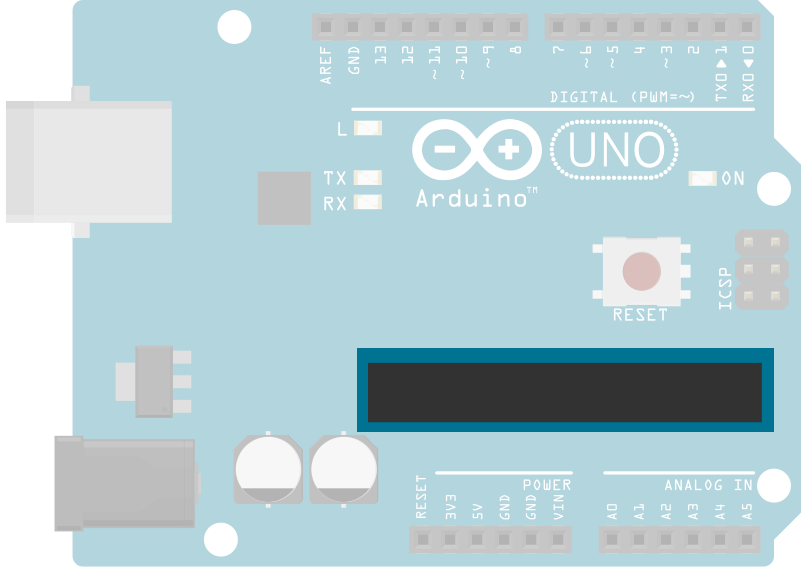 AREF
GND
13
12
~11
~10
~9
8
7
~6
~5
4
~3
2
TX0▶1
RX0◀0
DIGITAL (PWM=~)
L
TX
RX
Arduino™
UNO
ON
ICSP
RESET
POWER
ANALOG IN
RESET
3V3
5V
GND
GND
VIN
A0
A1
A2
A3
A4
A5